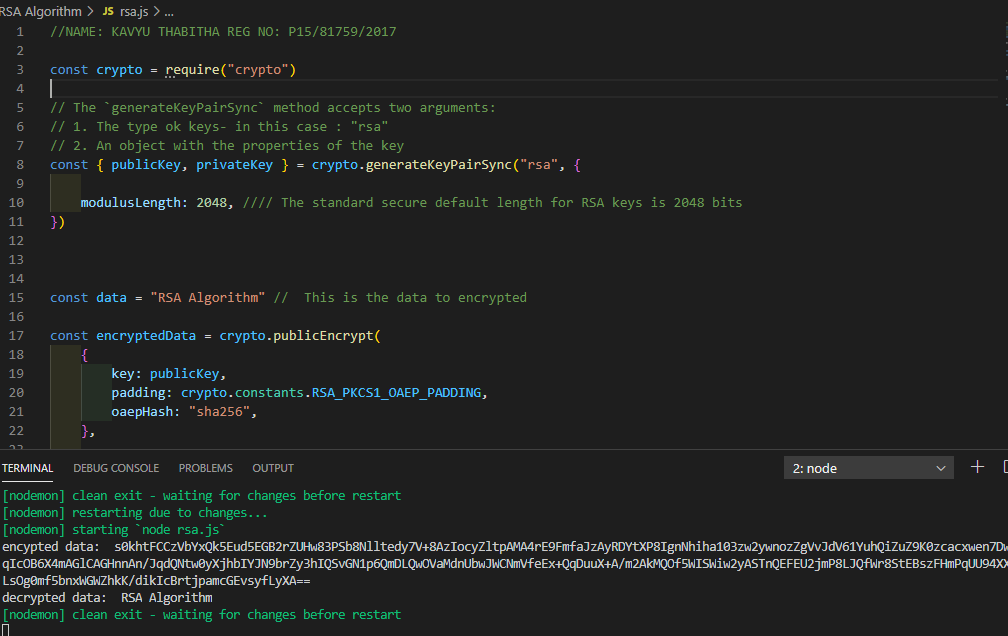 RSA Algorithm > JS rsa.js > ...
1 //NAME: KAVYU THABITHA REG NO: P15/81759/2017
2
3 const crypto = require("crypto")
4
5 // The `generateKeyPairSync` method accepts two arguments:
6 // 1. The type ok keys- in this case : "rsa"
7 // 2. An object with the properties of the key
8 const { publicKey, privateKey } = crypto.generateKeyPairSync("rsa", {
9
10 modulusLength: 2048, //// The standard secure default length for RSA keys is 2048 bits
11 })
12
13
14
15 const data = "RSA Algorithm" //  This is the data to encrypted
16
17 const encryptedData = crypto.publicEncrypt(
18 {
19 key: publicKey,
20 padding: crypto.constants.RSA_PKCS1_OAEP_PADDING,
21 oaepHash: "sha256",
22 },
23
TERMINAL DEBUG CONSOLE PROBLEMS OUTPUT 2: node
[nodemon] clean exit - waiting for changes before restart
[nodemon] restarting due to changes...
[nodemon] starting `node rsa.js`
encypted data:  s0khtFCCzVbYxQk5Eud5EGB2rZUHw83PSb8Nlltedy7V+8AzIocyZltpAMA4rE9FmfaJzAyRDYtXP8IgnNhiha103zw2ywnozZgVvJdV61YuhQiZuZ9K0zcacxwen7Dw
qIcOB6X4mAGlCAGHnnAn/JqdQNtw0yXjhbIYJN9brZy3hIQSvGN1p6QmDLQwOVaMdnUbwJWCNmVfeEx+QqDuuX+A/m2AkMQOf5WISWiw2yASTnQEFEU2jmP8LJQfWr8StEBszFHmPqUU94XX
LsOg0mf5bnxWGWZhkK/dikIcBrtjpamcGEvsyfLyXA==
decrypted data:  RSA Algorithm
[nodemon] clean exit - waiting for changes before restart